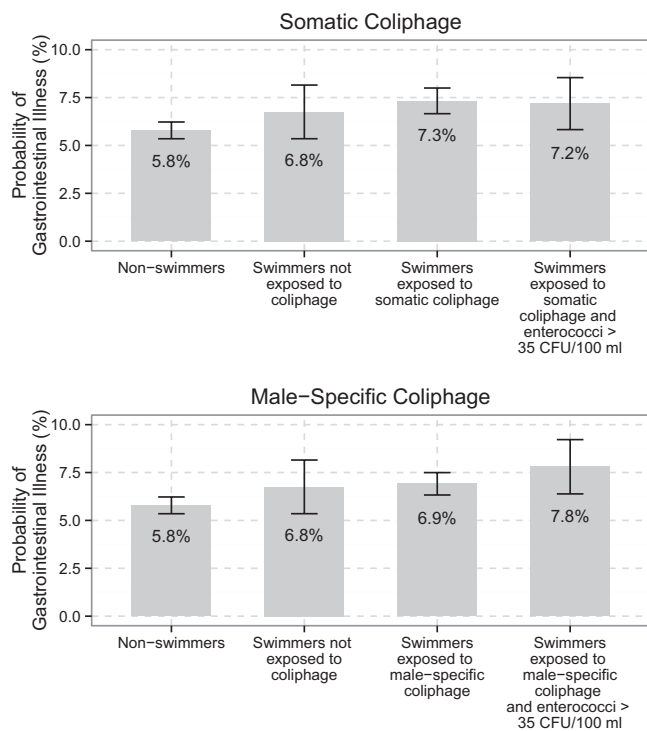 Somatic Coliphage
Probability of
Gastrointestinal Illness (%)
10.0
7.5
5.0
2.5
0.0
5.8%
6.8%
7.3%
7.2%
Non−swimmers
Swimmers not
exposed to
coliphage
Swimmers
exposed to
somatic coliphage
Swimmers
exposed to
somatic
coliphage and
enterococci >
35 CFU/100 ml
Male−Specific Coliphage
Probability of
Gastrointestinal Illness (%)
10.0
7.5
5.0
2.5
0.0
5.8%
6.8%
6.9%
7.8%
Non−swimmers
Swimmers not
exposed to
coliphage
Swimmers
exposed to
male−specific
coliphage
Swimmers
exposed to
male−specific
coliphage
and enterococci >
35 CFU/100 ml